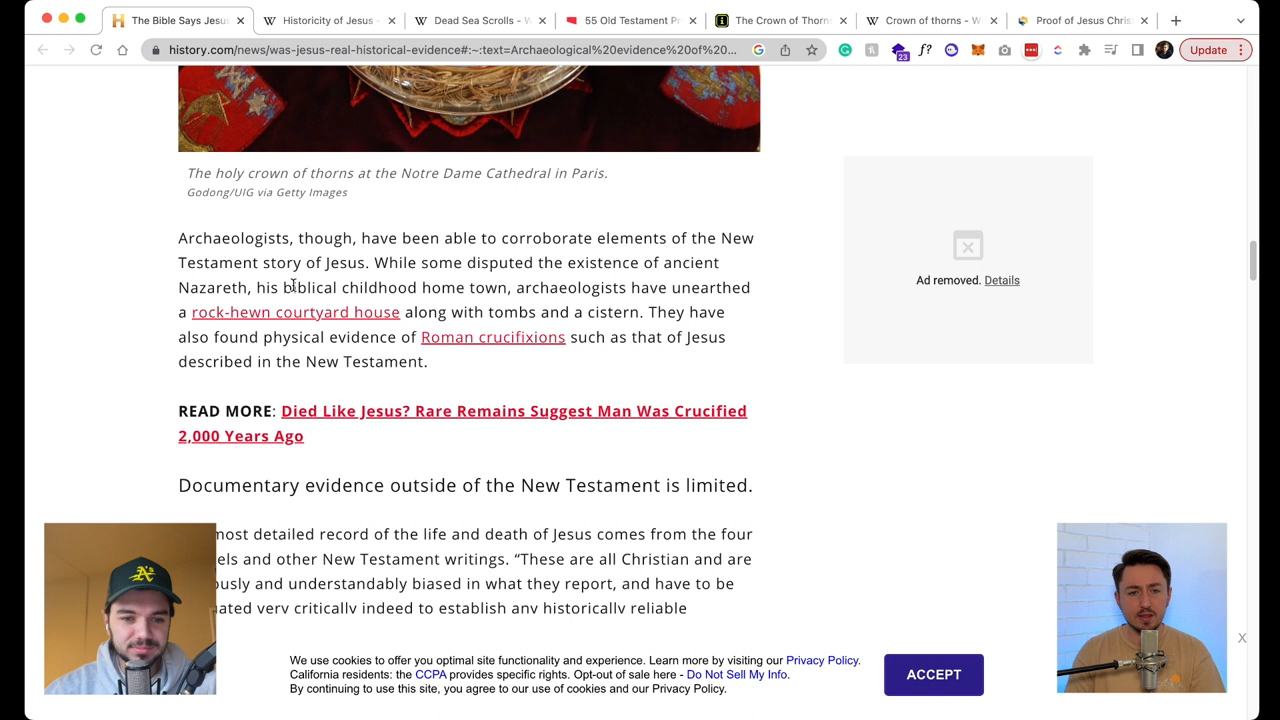 The Bible Says Jesus
Historicity of Jesus -
Dead Sea Scrolls - W
55 Old Testament Pr
The Crown of Thorn
Crown of thorns - W
Proof of Jesus Chris
history.com/news/was-jesus-real-historical-evidence#:~:text=Archaeological%20evidence%20of%20...
23
f?
Update
The holy crown of thorns at the Notre Dame Cathedral in Paris.
Godong/UIG via Getty Images
Archaeologists, though, have been able to corroborate elements of the New
Testament story of Jesus. While some disputed the existence of ancient
Nazareth, his biblical childhood home town, archaeologists have unearthed
a rock-hewn courtyard house along with tombs and a cistern. They have
also found physical evidence of Roman crucifixions such as that of Jesus
described in the New Testament.
Ad removed. Details
READ MORE: Died Like Jesus? Rare Remains Suggest Man Was Crucified
2,000 Years Ago
Documentary evidence outside of the New Testament is limited.
most detailed record of the life and death of Jesus comes from the four
els and other New Testament writings. “These are all Christian and are
ously and understandably biased in what they report, and have to be
ated very critically indeed to establish any historically reliable
A's
We use cookies to offer you optimal site functionality and experience. Learn more by visiting our Privacy Policy.
California residents: the CCPA provides specific rights. Opt-out of sale here - Do Not Sell My Info.
By continuing to use this site, you agree to our use of cookies and our Privacy Policy.
ACCEPT
X